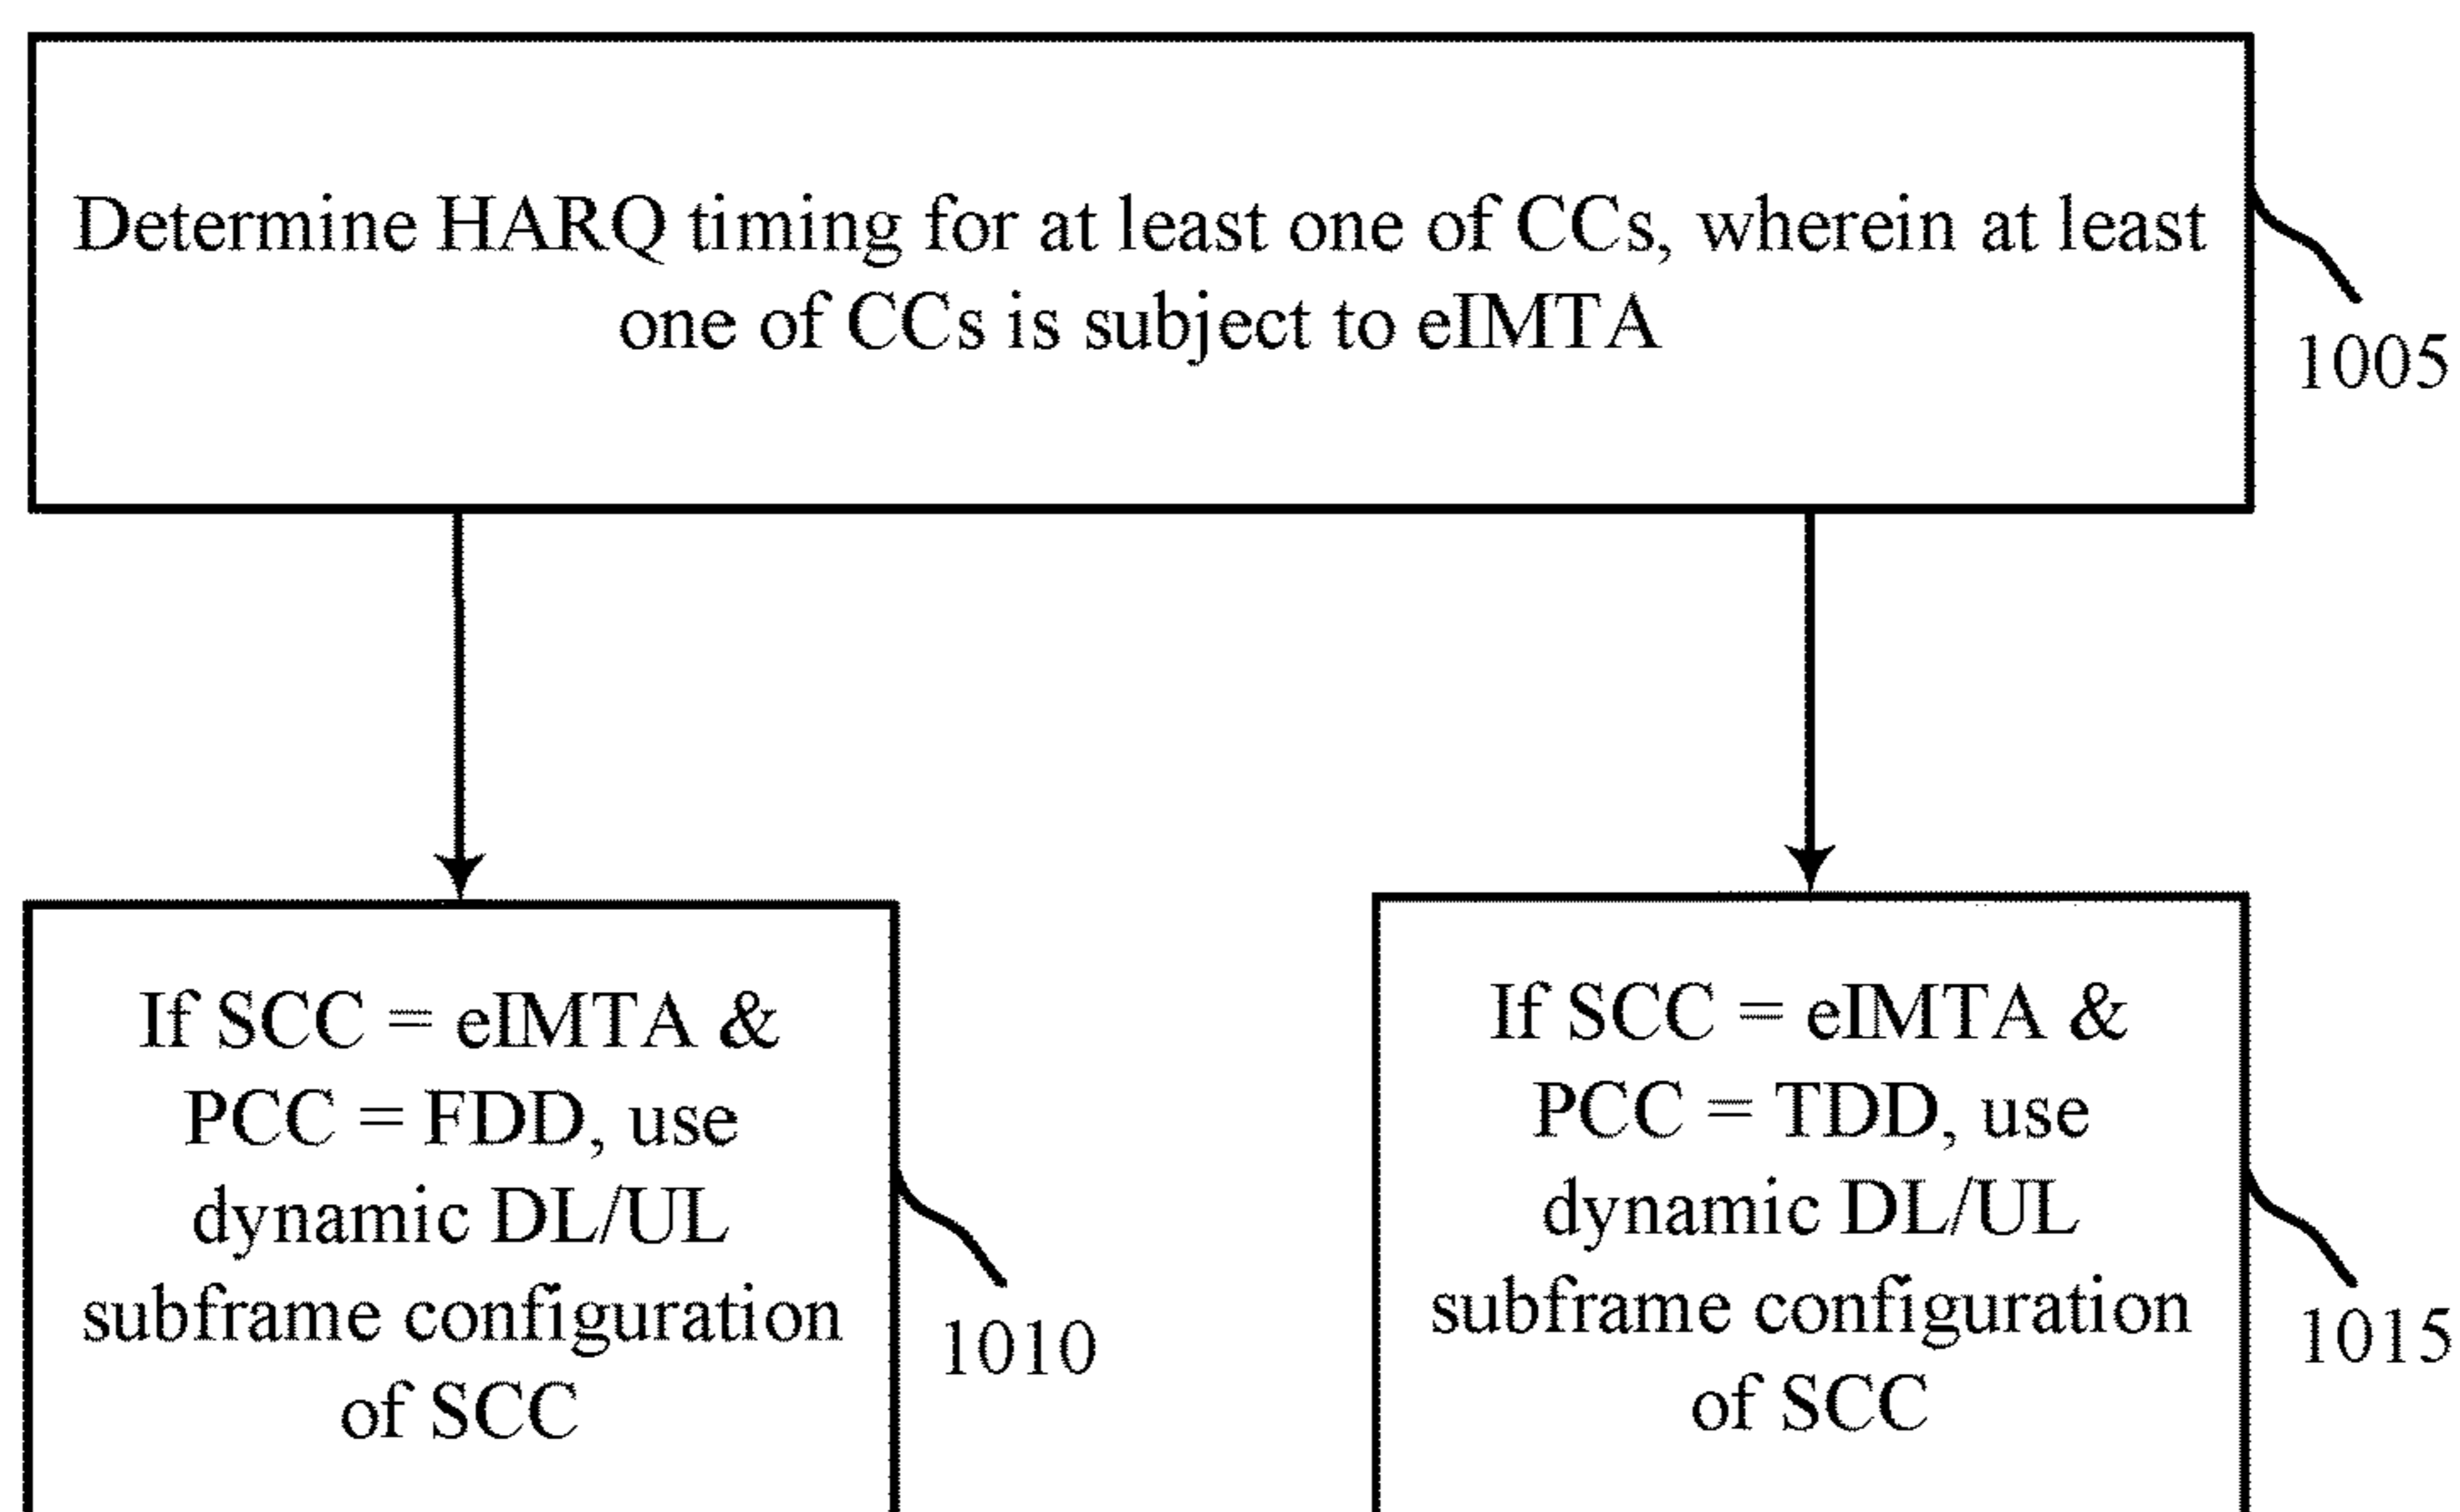 Determine HARQ timing for at least one of CCs, wherein at least
one of CCs is subject to eIMTA
1005
If SCC = eIMTA &
PCC = FDD, use
dynamic DL/UL
subframe configuration
of SCC
1010
If SCC = eIMTA &
PCC = TDD, use
dynamic DL/UL
subframe configuration
of SCC
1015